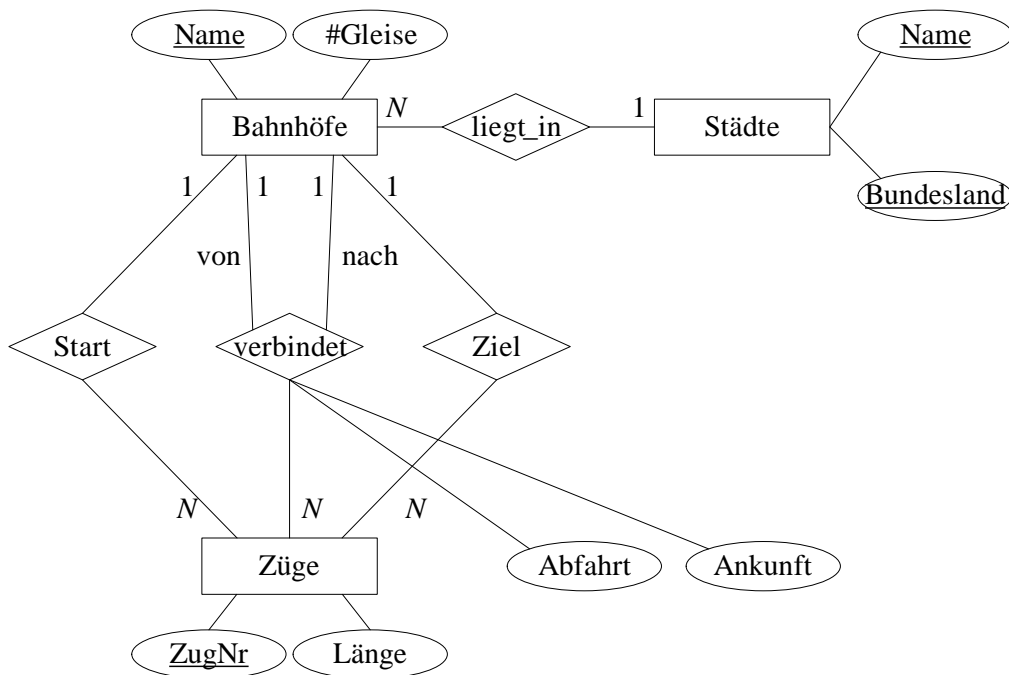 Name #Gleise Name
Bahnhöfe N liegt_in 1 Städte
1 1 1 1 Bundesland
von nach
Start verbindet Ziel
N N N
Züge Abfahrt Ankunft
ZugNr Länge